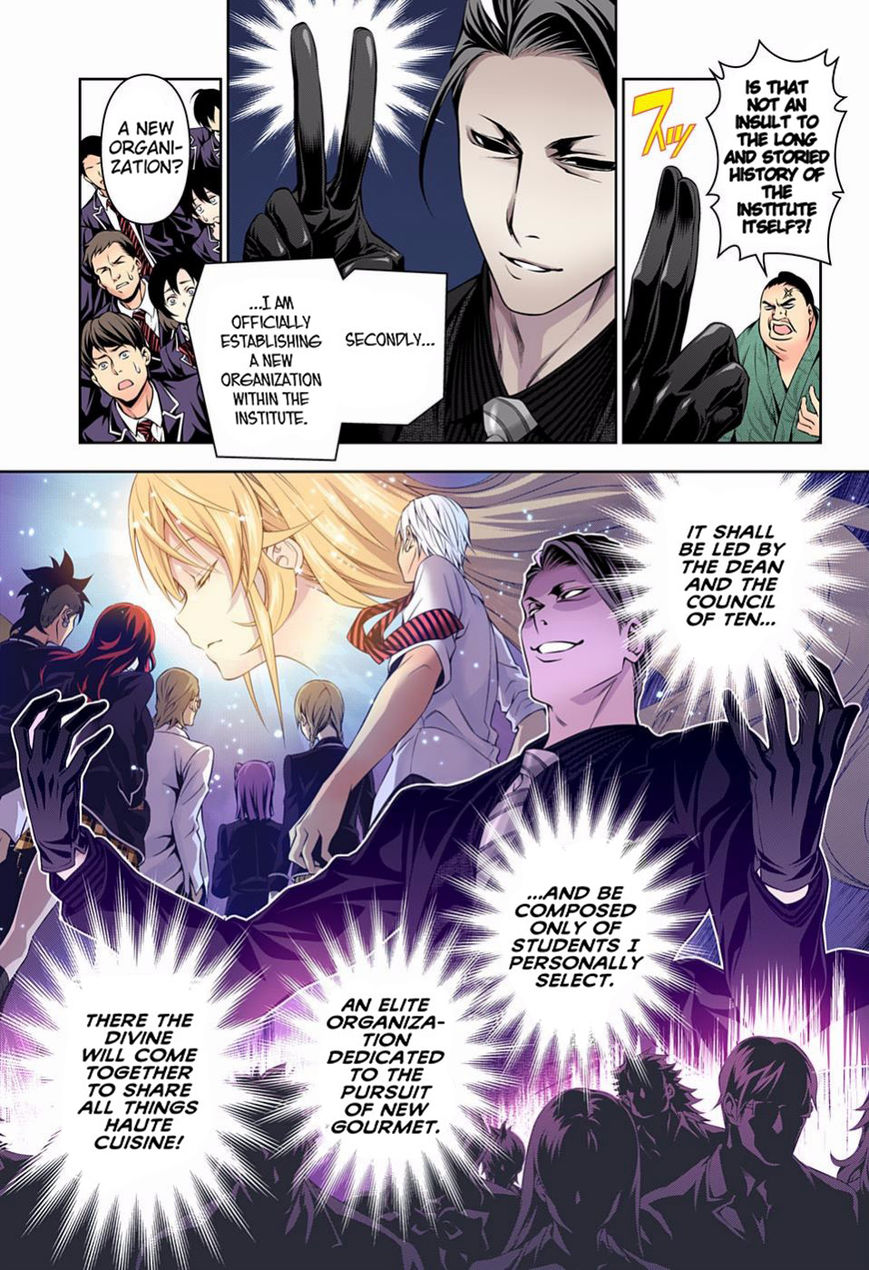 IS THAT
NOT AN
INSULT TO
THE LONG
AND STORIED
HISTORY OF
THE
INSTITUTE
ITSELF?!
スッ
SECONDLY...
...I AM
OFFICIALLY
ESTABLISHING
A NEW
ORGANIZATION
WITHIN THE
INSTITUTE.
A NEW
ORGANI-
ZATION?
IT SHALL
BE LED BY
THE DEAN
AND THE
COUNCIL
OF TEN...
...AND BE
COMPOSED
ONLY OF
STUDENTS I
PERSONALLY
SELECT.
AN ELITE
ORGANIZA-
TION
DEDICATED
TO THE
PURSUIT
OF NEW
GOURMET.
THERE THE
DIVINE
WILL COME
TOGETHER
TO SHARE
ALL THINGS
HAUTE
CUISINE!